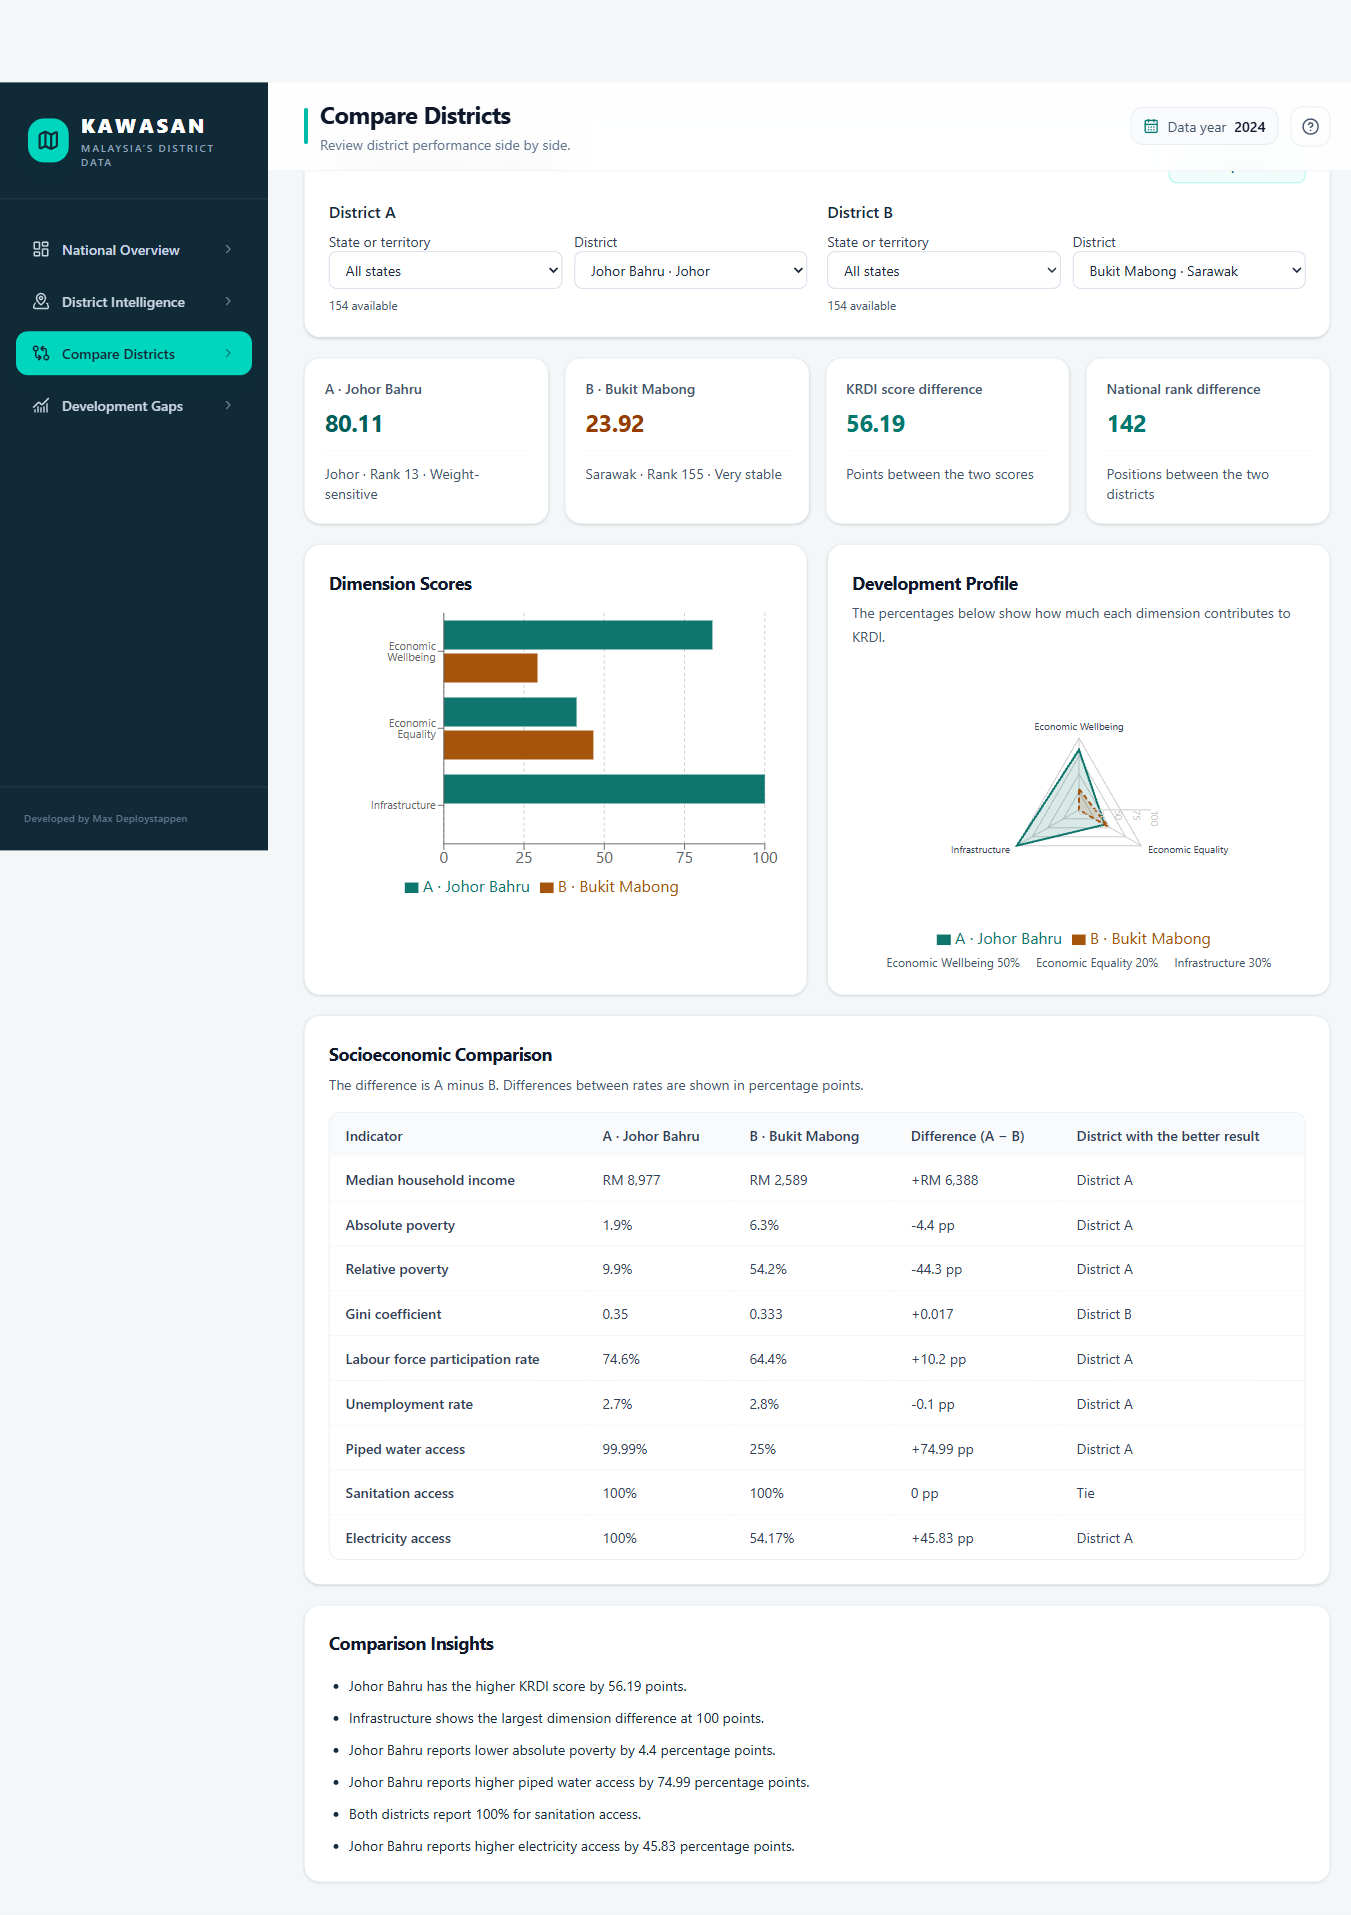 KAWASAN
MALAYSIA'S DISTRICT
DATA
National Overview
District Intelligence
Compare Districts
Development Gaps
Developed by Max Deploystappen
Compare Districts
Review district performance side by side.
Data year 2024
District A
State or territory
All states
154 available
District
Johor Bahru · Johor
District B
State or territory
All states
154 available
District
Bukit Mabong · Sarawak
A · Johor Bahru
80.11
Johor · Rank 13 · Weight-
sensitive
B · Bukit Mabong
23.92
Sarawak · Rank 155 · Very stable
KRDI score difference
56.19
Points between the two scores
National rank difference
142
Positions between the two
districts
Dimension Scores
Economic
Wellbeing
Economic
Equality
Infrastructure
0 25 50 75 100
A · Johor Bahru B · Bukit Mabong
Development Profile
The percentages below show how much each dimension contributes to
KRDI.
Economic Wellbeing
50 75 100
Infrastructure
Economic Equality
A · Johor Bahru B · Bukit Mabong
Economic Wellbeing 50% Economic Equality 20% Infrastructure 30%
Socioeconomic Comparison
The difference is A minus B. Differences between rates are shown in percentage points.
Indicator A · Johor Bahru B · Bukit Mabong Difference (A − B) District with the better result
Median household income RM 8,977 RM 2,589 +RM 6,388 District A
Absolute poverty 1.9% 6.3% -4.4 pp District A
Relative poverty 9.9% 54.2% -44.3 pp District A
Gini coefficient 0.35 0.333 +0.017 District B
Labour force participation rate 74.6% 64.4% +10.2 pp District A
Unemployment rate 2.7% 2.8% -0.1 pp District A
Piped water access 99.99% 25% +74.99 pp District A
Sanitation access 100% 100% 0 pp Tie
Electricity access 100% 54.17% +45.83 pp District A
Comparison Insights
• Johor Bahru has the higher KRDI score by 56.19 points.
• Infrastructure shows the largest dimension difference at 100 points.
• Johor Bahru reports lower absolute poverty by 4.4 percentage points.
• Johor Bahru reports higher piped water access by 74.99 percentage points.
• Both districts report 100% for sanitation access.
• Johor Bahru reports higher electricity access by 45.83 percentage points.